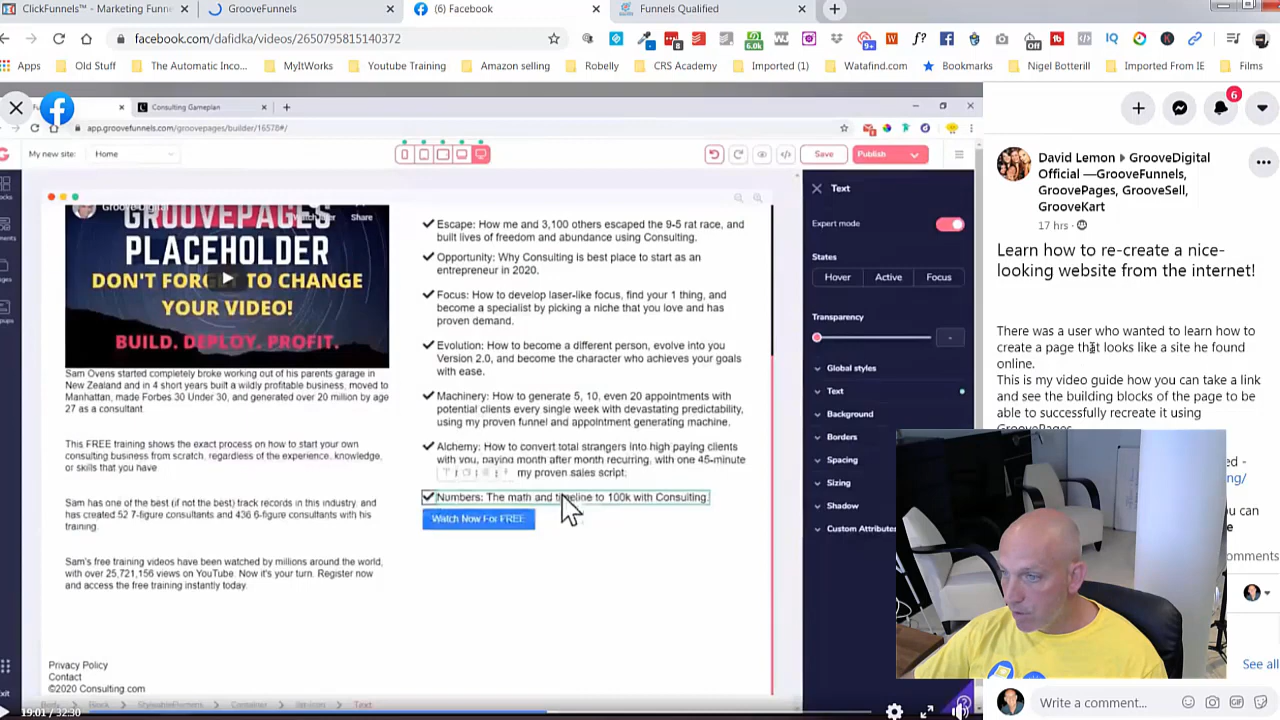 ClickFunnels™ - Marketing Funne
GrooveFunnels
(6) Facebook
Funnels Qualified
facebook.com/dafidka/videos/2650795815140372
Apps
Old Stuff
The Automatic Inco...
MyItWorks
Youtube Training
Amazon selling
Robelly
CRS Academy
Imported (1)
Watafind.com
Bookmarks
Nigel Botterill
Imported From IE
Films
Consulting Gameplan
app.groovefunnels.com/groovepages/builder/16578#/
My new site:
Home
Save
Publish
GROOVEPAGES
PLACEHOLDER
DON'T FORGET TO CHANGE
YOUR VIDEO!
BUILD. DEPLOY. PROFIT.
Share
Sam Ovens started completely broke working out of his parents garage in
New Zealand and in 4 short years built a wildly profitable business, moved to
Manhattan, made Forbes 30 Under 30, and generated over 20 million by age
27 as a consultant
This FREE training shows the exact process on how to start your own
consulting business from scratch, regardless of the experience, knowledge,
or skills that you have
Sam has one of the best (if not the best) track records in this industry, and
has created 52 7-figure consultants and 436 6-figure consultants with his
training.
Sam's free training videos have been watched by millions around the world,
with over 25,721,156 views on YouTube. Now it's your turn. Register now
and access the free training instantly today.
Privacy Policy
Contact
©2020 Consulting.com
Escape: How me and 3,100 others escaped the 9-5 rat race, and
built lives of freedom and abundance using Consulting.
Opportunity: Why Consulting is best place to start as an
entrepreneur in 2020.
Focus: How to develop laser-like focus, find your 1 thing, and
become a specialist by picking a niche that you love and has
proven demand.
Evolution: How to become a different person, evolve into you
Version 2.0, and become the character who achieves your goals
with ease.
Machinery: How to generate 5, 10, even 20 appointments with
potential clients every single week with devastating predictability,
using my proven funnel and appointment generating machine.
Alchemy: How to convert total strangers into high paying clients
with you, paying month after month recurring, with one 45-minute
my proven sales script.
Numbers: The math and timeline to 100k with Consulting.
Watch Now For FREE
Text
Expert mode
States
Hover
Active
Focus
Transparency
Global styles
Text
Background
Borders
Spacing
Sizing
Shadow
Custom Attributes
19:01 / 32:30
6
David Lemon
GrooveDigital
Official —GrooveFunnels,
GroovePages, GrooveSell,
GrooveKart
17 hrs
Learn how to re-create a nice-
looking website from the internet!
There was a user who wanted to learn how to
create a page that looks like a site he found
online.
This is my video guide how you can take a link
and see the building blocks of the page to be
able to successfully recreate it using
GroovePages
See all
Write a comment...